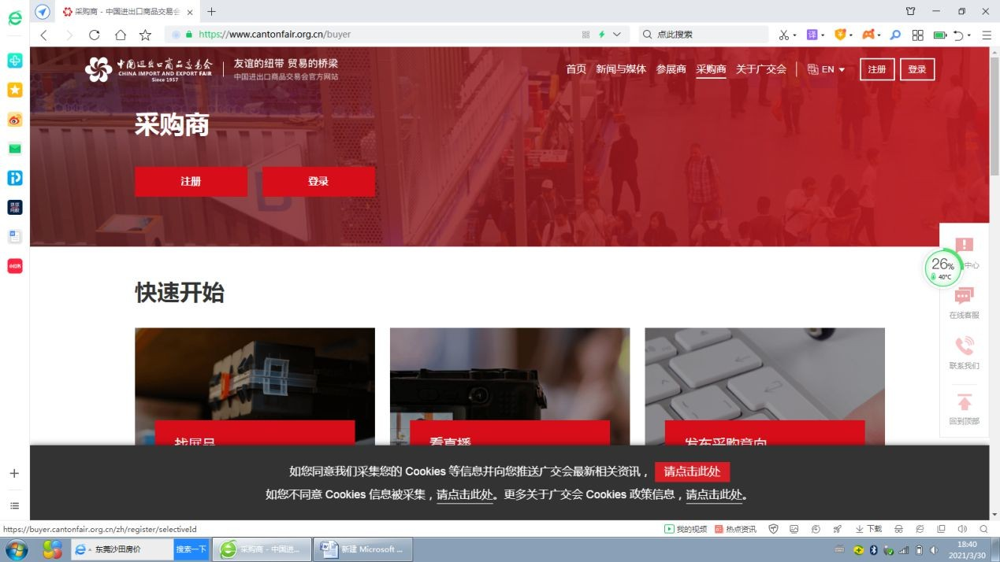 采购商 - 中国进出口商品交易会
https://www.cantonfair.org.cn/buyer
点此搜索
中国进出口商品交易会
CHINA IMPORT AND EXPORT FAIR
Since 1957
友谊的纽带 贸易的桥梁
中国进出口商品交易会官方网站
首页 新闻与媒体 参展商 采购商 关于广交会 EN 注册 登录
采购商
注册 登录
26%
40°C
中心
快速开始
在线客服
联系我们
回到顶部
找展品 看直播 发布采购意向
如您同意我们采集您的 Cookies 等信息并向您推送广交会最新相关资讯， 请点击此处
如您不同意 Cookies 信息被采集，请点击此处。更多关于广交会 Cookies 政策信息，请点击此处。
https://buyer.cantonfair.org.cn/zh/register/selectiveId
我的视频 热点资讯 下载
东莞沙田房价 搜索一下 采购商 - 中国进... 新建 Microsoft ...
18:40
2021/3/30